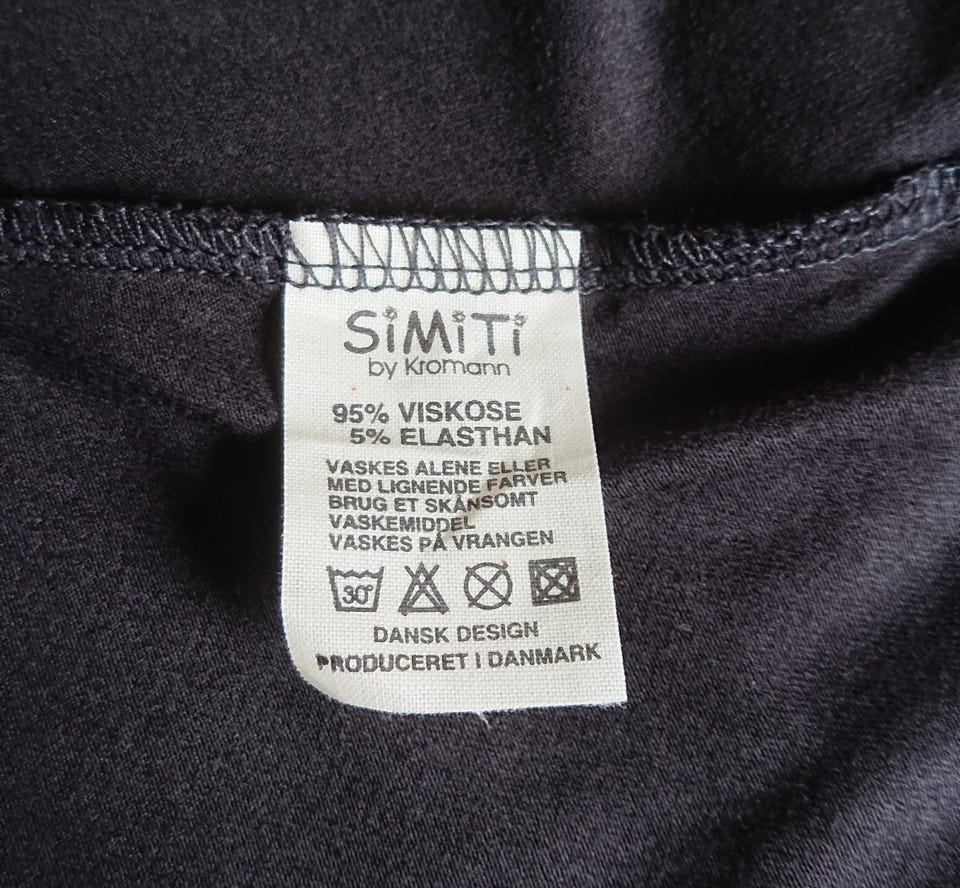 SiMiTi
by Kromann
95% VISKOSE
5% ELASTHAN
VASKES ALENE ELLER
MED LIGNENDE FARVER
BRUG ET SKÅNSOMT
VASKEMIDDEL
VASKES PÅ VRANGEN
30°
DANSK DESIGN
PRODUCERET I DANMARK